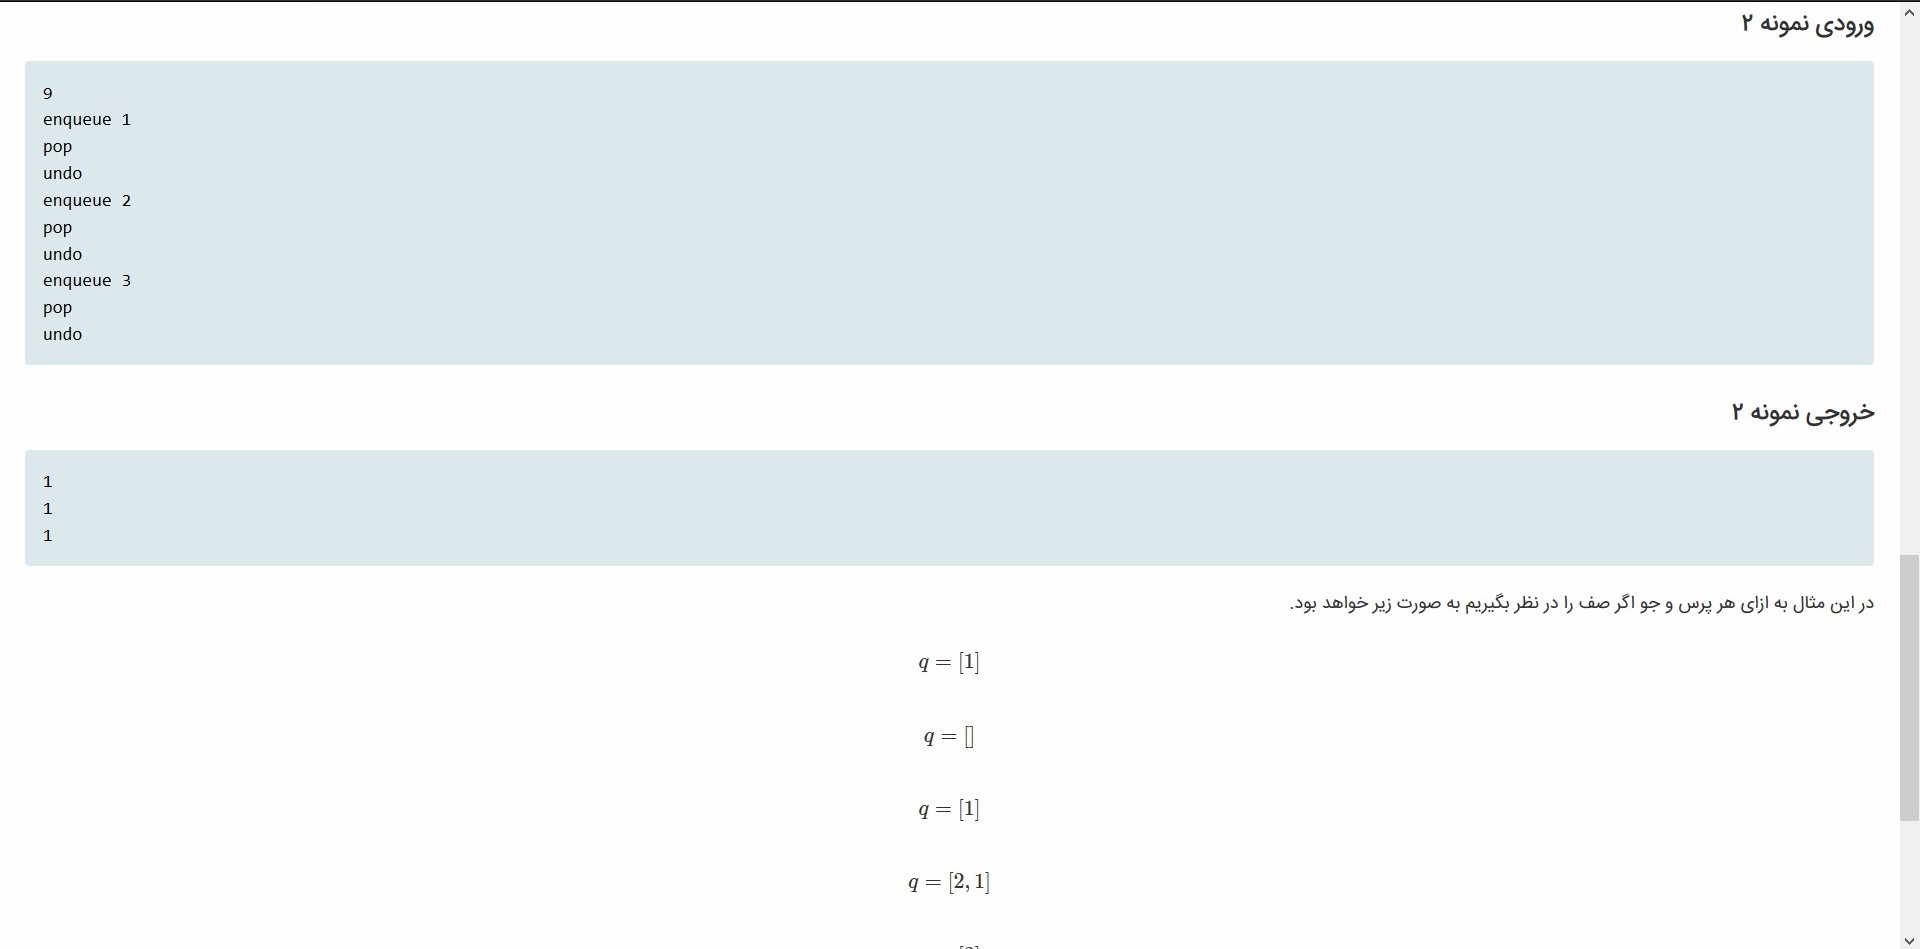 ورودی نمونه ۲
9
enqueue 1
pop
undo
enqueue 2
pop
undo
enqueue 3
pop
undo
خروجی نمونه ۲
1
1
1
در این مثال به ازای هر پرس و جو اگر صف را در نظر بگیریم به صورت زیر خواهد بود.
q = [1]
q = []
q = [1]
q = [2, 1]